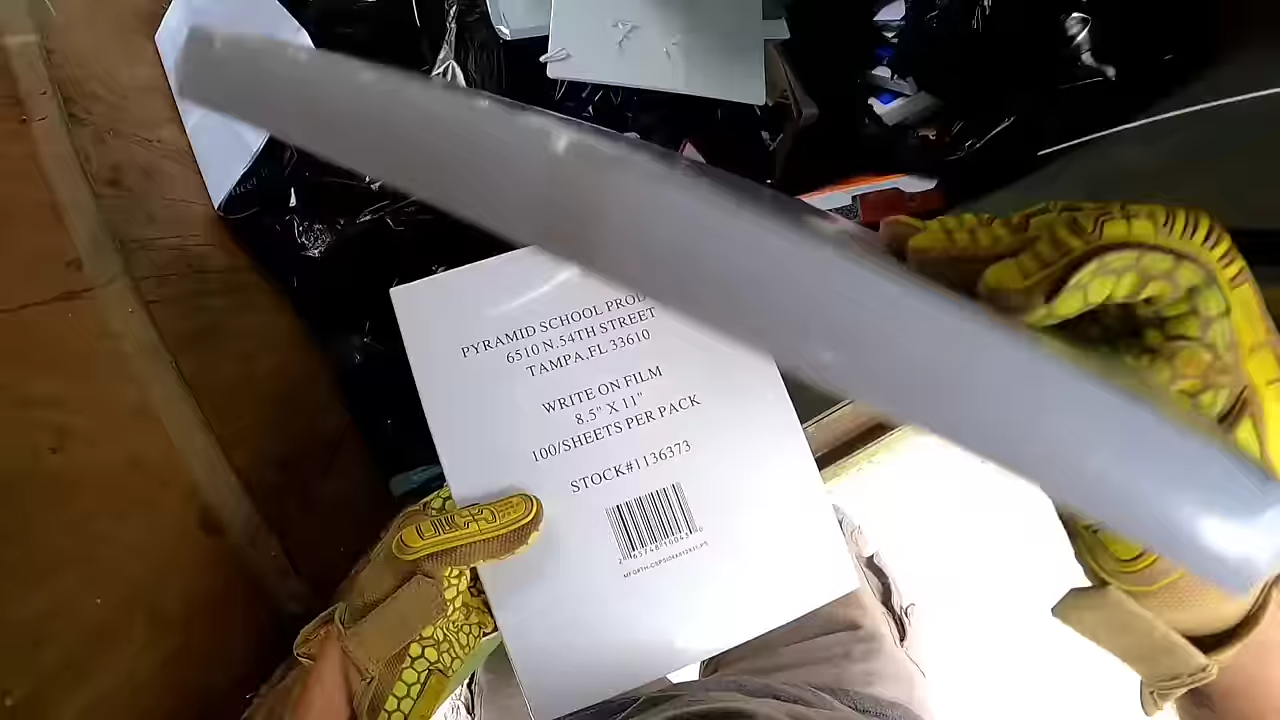 PYRAMID SCHOOL PROD
6510 N.54TH STREET
TAMPA.FL 33610
WRITE ON FILM
8.5" X 11"
100/SHEETS PER PACK
STOCK#1136373